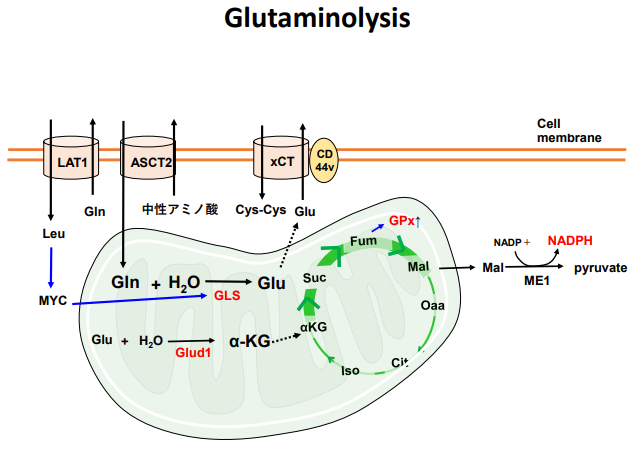 Glutaminolysis
Cell
membrane
LAT1
ASCT2
xCT
CD
44v
Gln
中性アミノ酸
Cys-Cys
Glu
Leu
GPx↑
Fum
NADP +
NADPH
MYC
Gln + H₂O
Glu
GLS
Suc
Mal
Mal
ME1
pyruvate
Oaa
αKG
Glu + H₂O
Glud1
α-KG
Iso
Cit